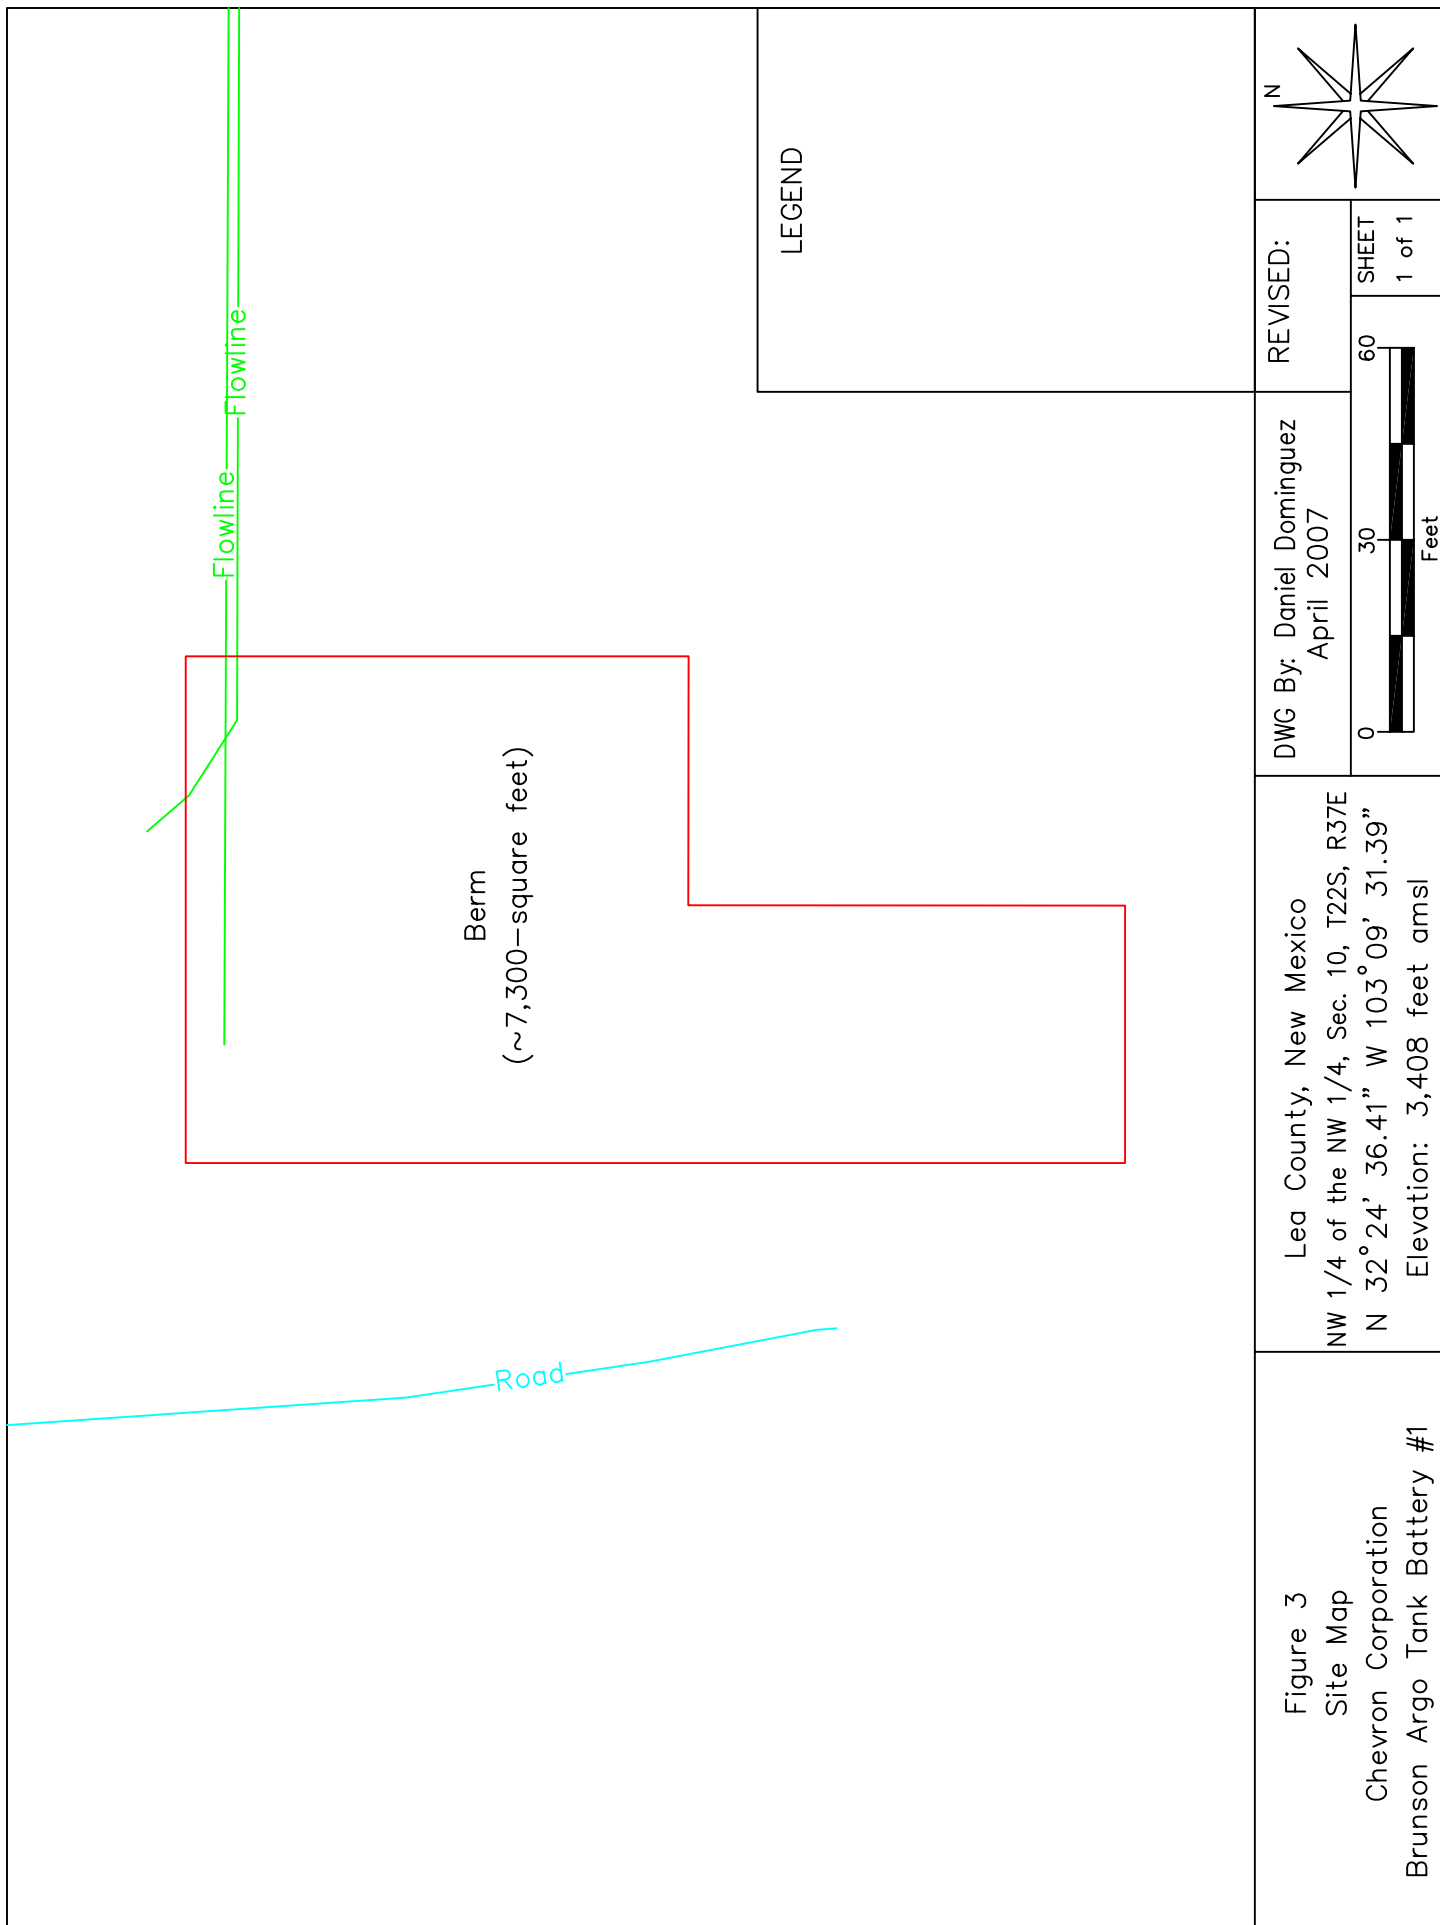 Flowline
Flowline
Berm
(~7,300-square feet)
Road
LEGEND
Figure 3
Site Map
Chevron Corporation
Brunson Argo Tank Battery #1
Lea County, New Mexico
NW 1/4 of the NW 1/4, Sec. 10, T22S, R37E
N 32° 24' 36.41" W 103° 09' 31.39"
Elevation: 3,408 feet amsl
DWG By: Daniel Dominguez
April 2007
REVISED:
0 30 60
Feet
SHEET
1 of 1
N